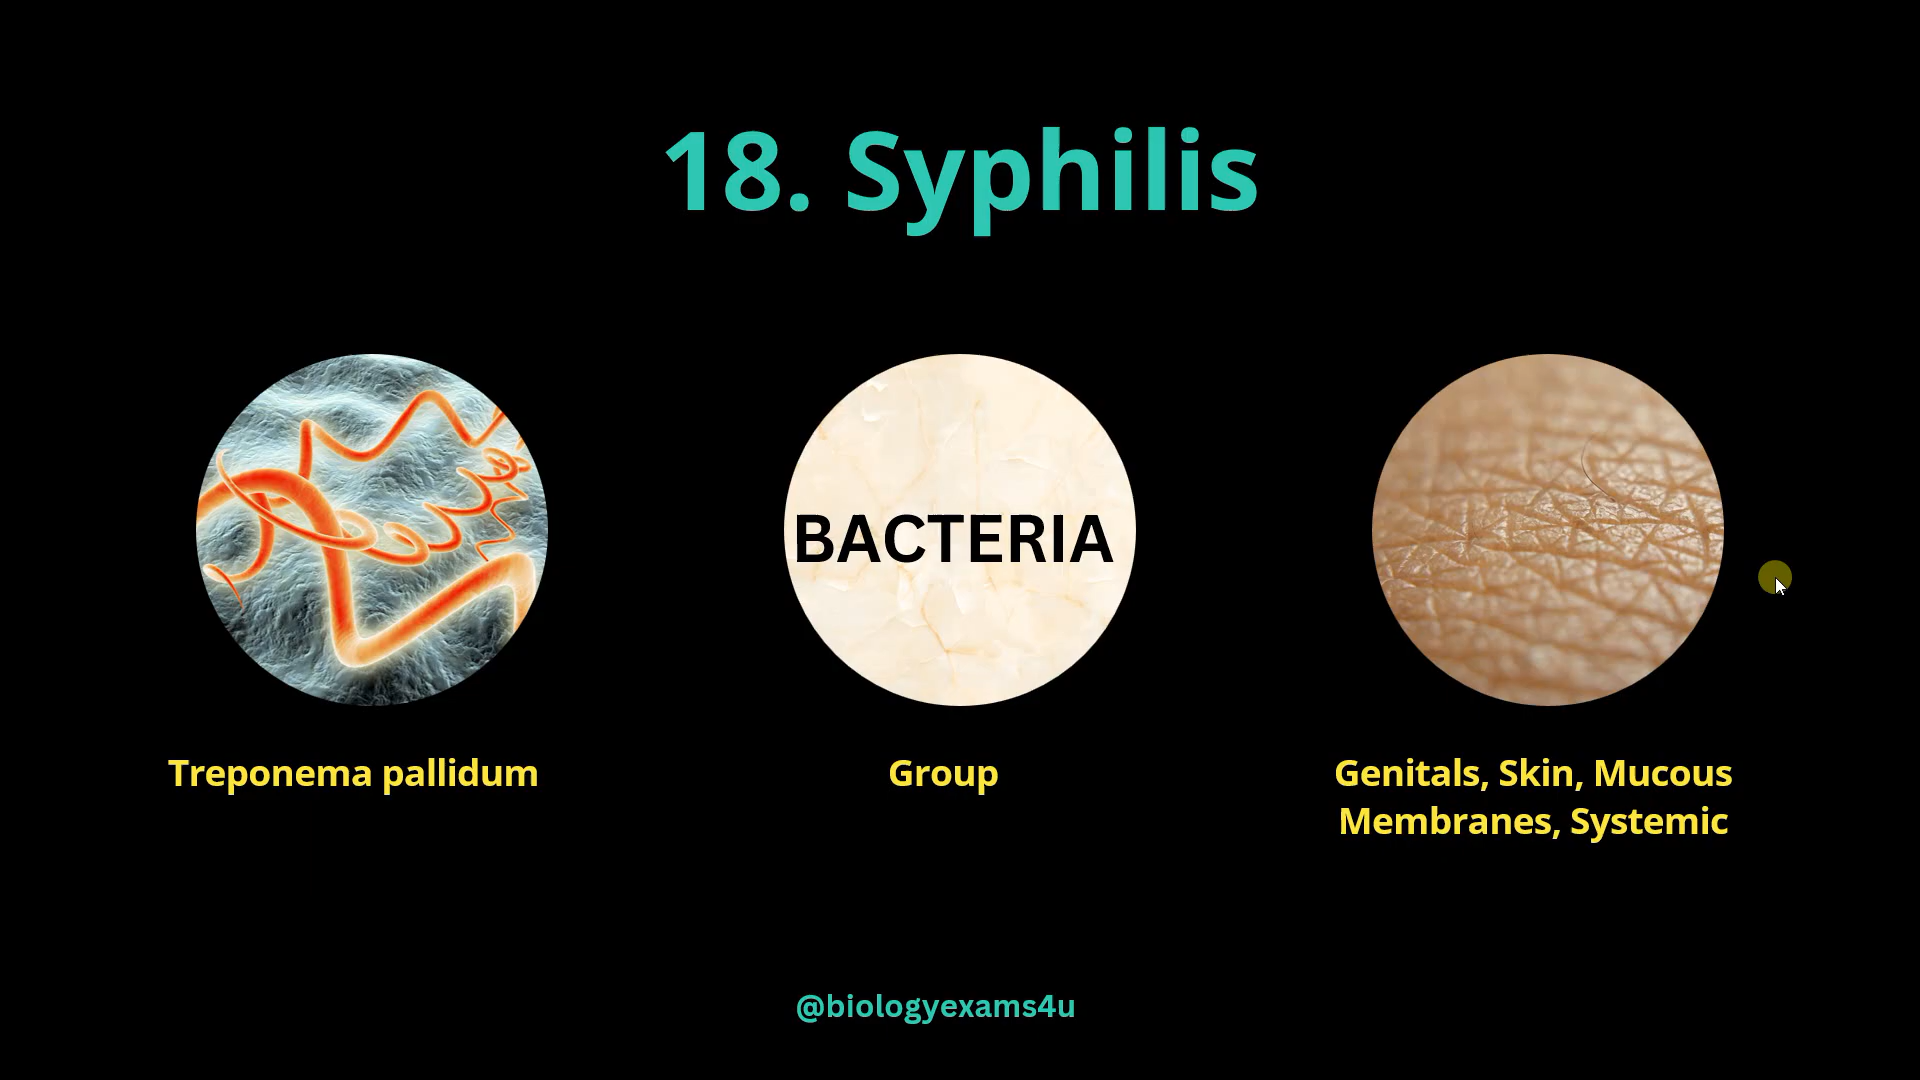 18. Syphilis
BACTERIA
Treponema pallidum
Group
Genitals, Skin, Mucous
Membranes, Systemic
@biologyexams4u